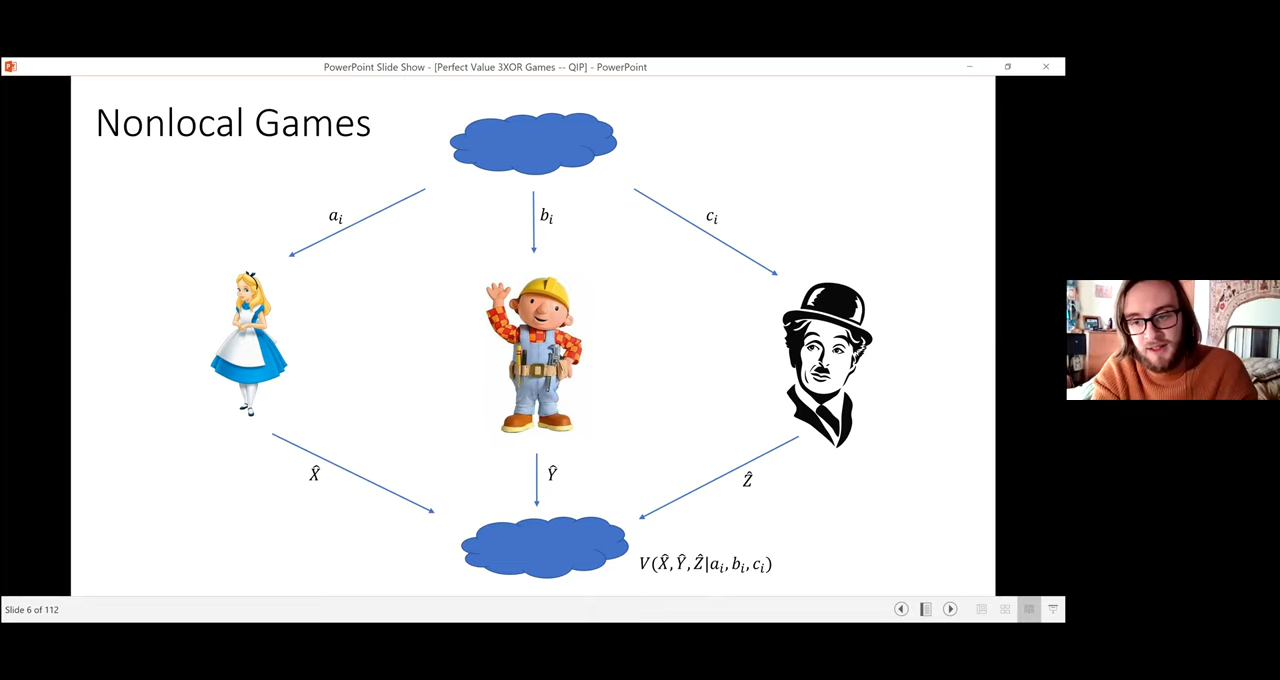 PowerPoint Slide Show - [Perfect Value 3XOR Games -- QIP] - PowerPoint
Nonlocal Games
a_i
b_i
c_i
X̂
Ŷ
Ẑ
V(X̂, Ŷ, Ẑ|a_i, b_i, c_i)
Slide 6 of 112